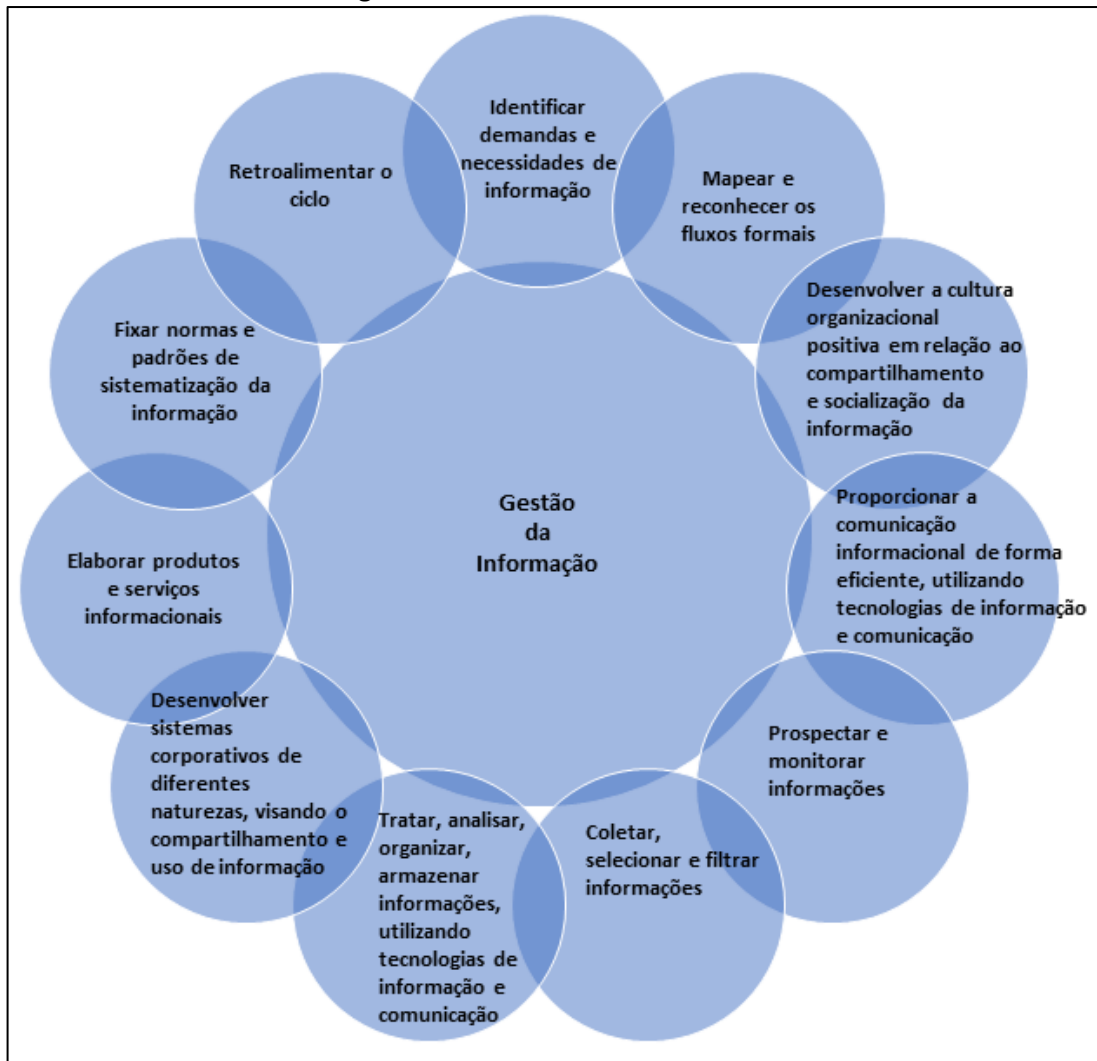 Identificar
demandas e
necessidades de
informação
Mapear e
reconhecer os
fluxos formais
Desenvolver a cultura
organizacional
positiva em relação ao
compartilhamento
e socialização da
informação
Proporcionar a
comunicação
informacional de forma
eficiente, utilizando
tecnologias de informação
e comunicação
Prospectar e
monitorar
informações
Coletar,
selecionar e filtrar
informações
Tratar, analisar,
organizar,
armazenar
informações,
utilizando
tecnologias de
informação e
comunicação
Desenvolver
sistemas
corporativos de
diferentes
naturezas, visando o
compartilhamento e
uso de informação
Elaborar produtos
e serviços
informacionais
Fixar normas e
padrões de
sistematização da
informação
Retroalimentar o
ciclo
Gestão
da
Informação